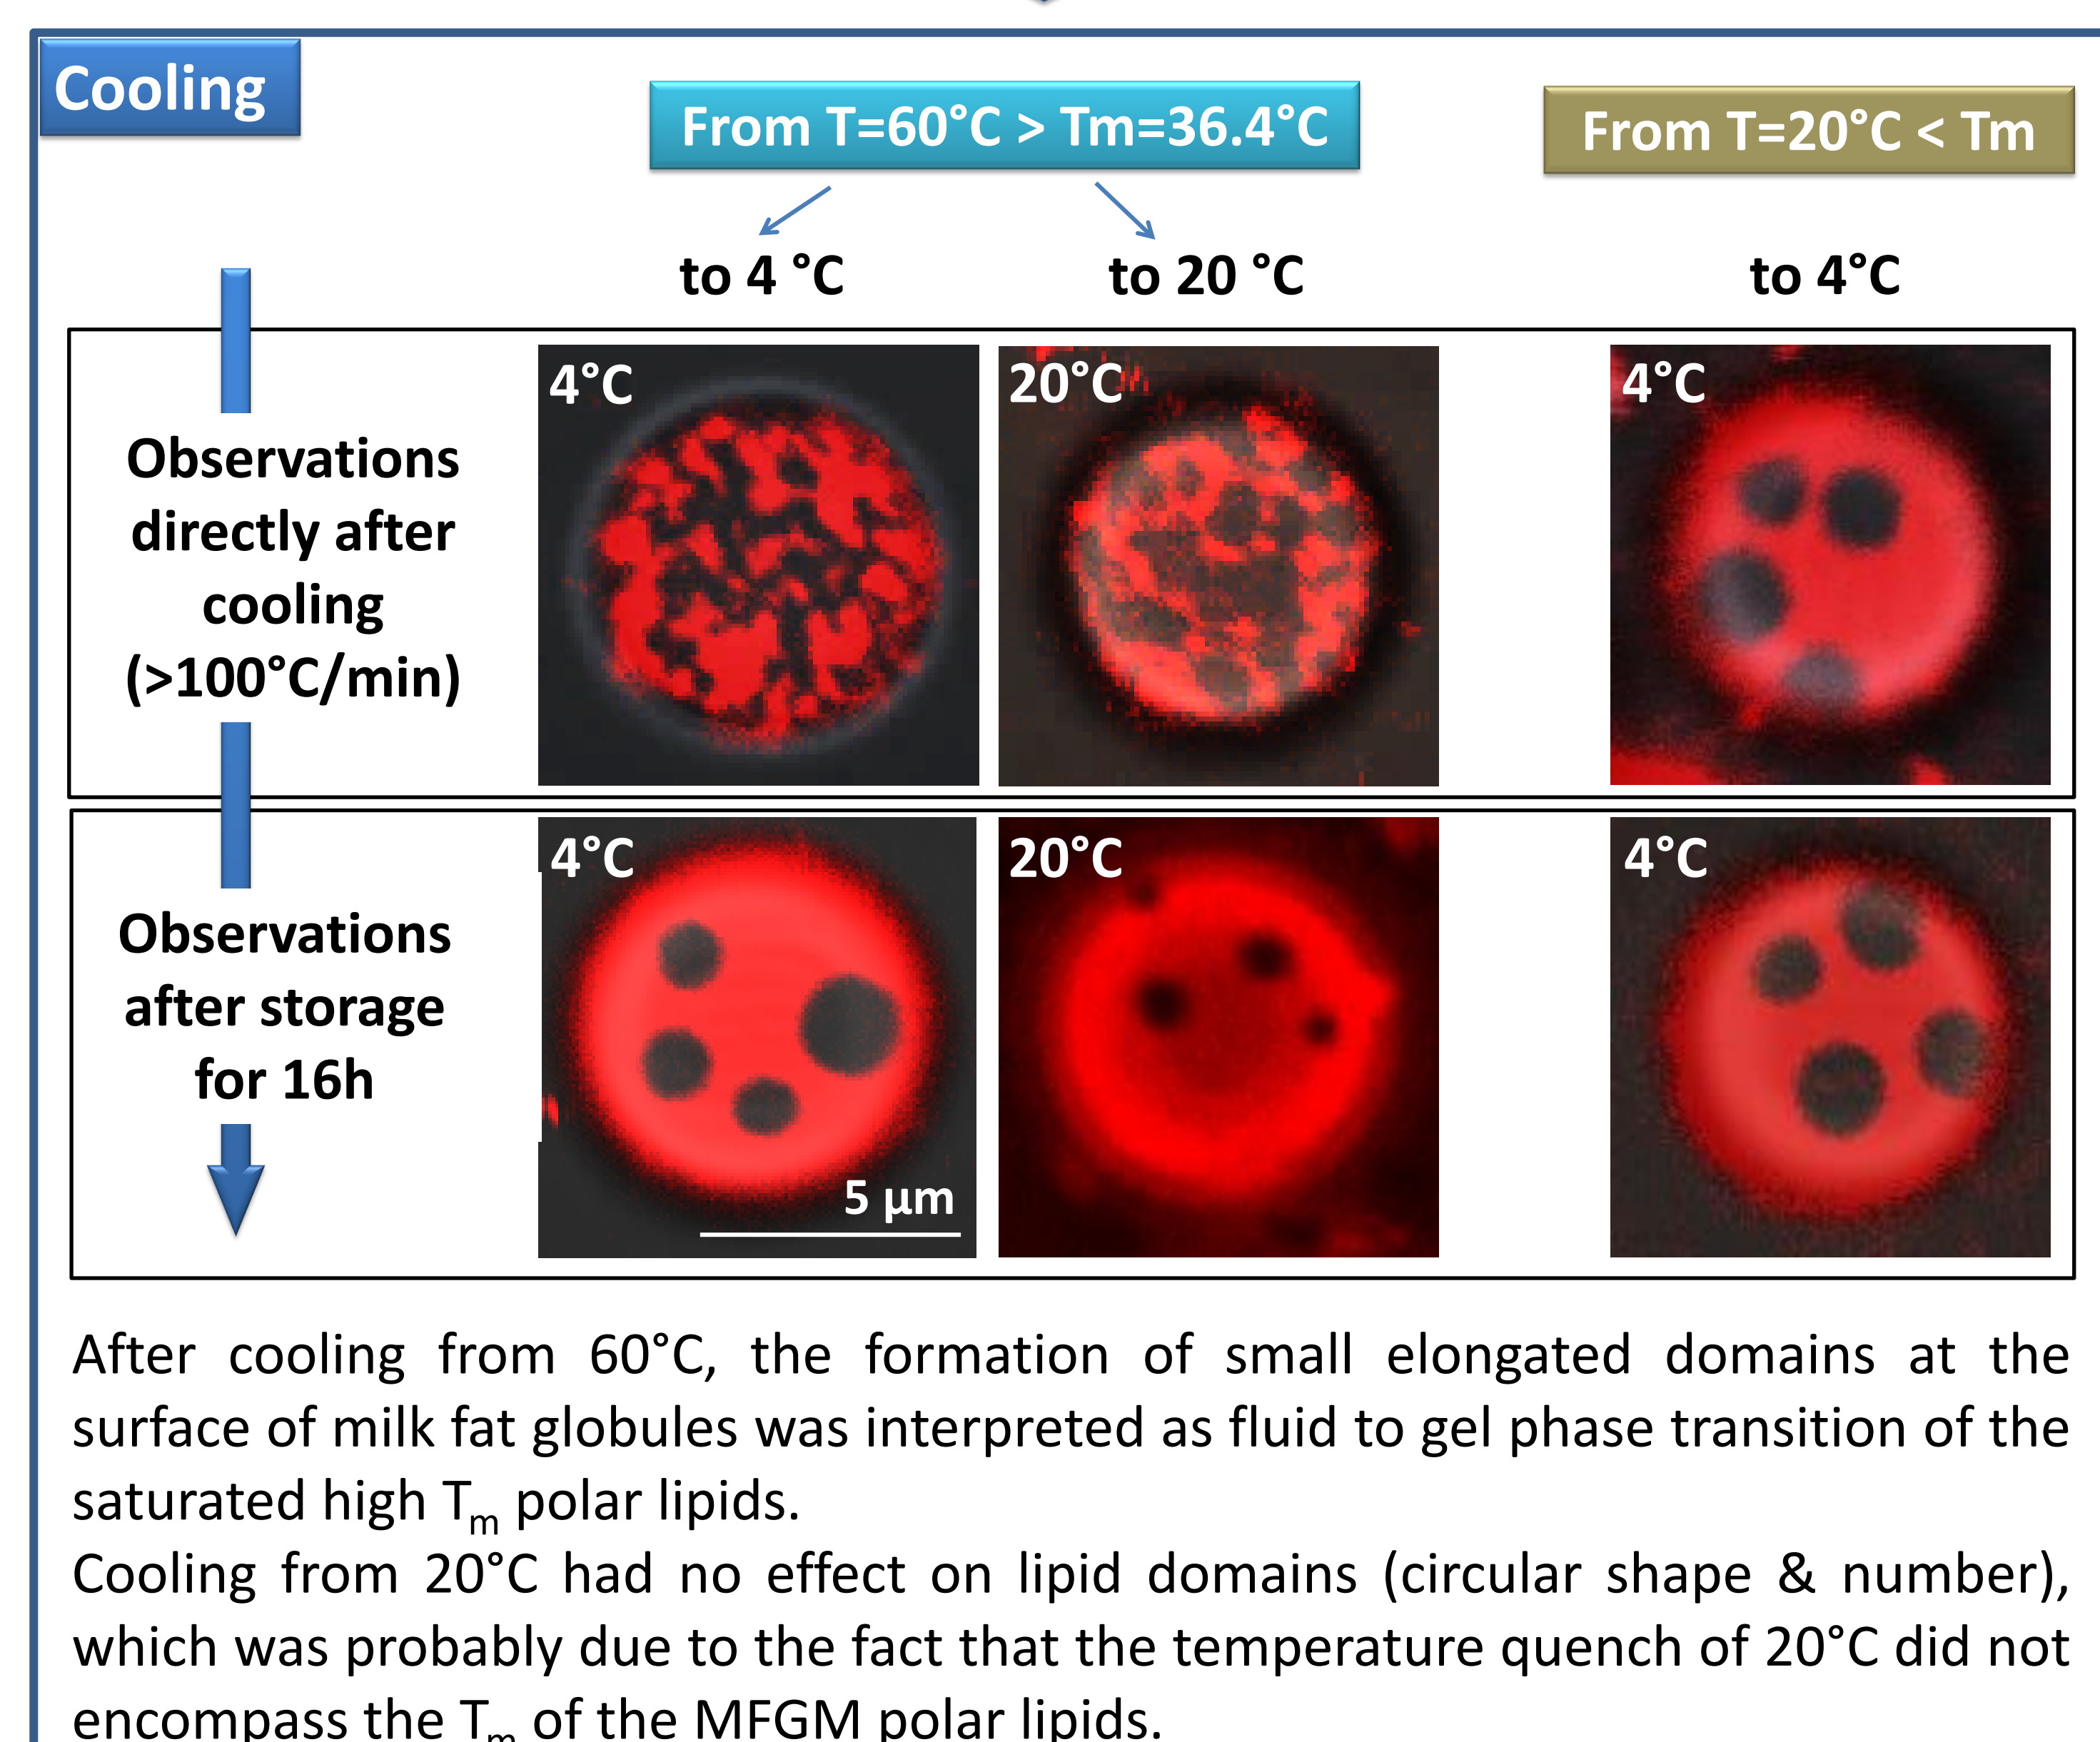 Cooling
From T=60°C > Tm=36.4°C
From T=20°C < Tm
to 4 °C
to 20 °C
to 4°C
Observations
directly after
cooling
(>100°C/min)
4°C
20°C
4°C
Observations
after storage
for 16h
4°C
20°C
4°C
5 µm
After cooling from 60°C, the formation of small elongated domains at the
surface of milk fat globules was interpreted as fluid to gel phase transition of the
saturated high Tm polar lipids.
Cooling from 20°C had no effect on lipid domains (circular shape & number),
which was probably due to the fact that the temperature quench of 20°C did not
encompass the Tm of the MFGM polar lipids.